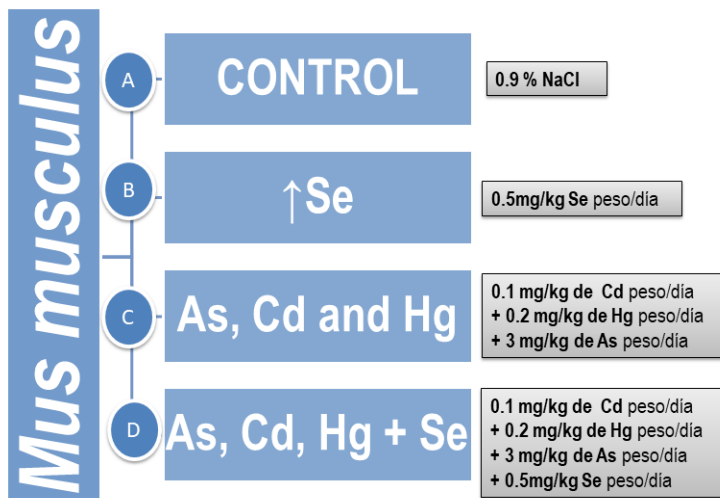 Mus musculus
A
CONTROL
0.9 % NaCl
B
↑Se
0.5mg/kg Se peso/día
C
As, Cd and Hg
0.1 mg/kg de Cd peso/día
+ 0.2 mg/kg de Hg peso/día
+ 3 mg/kg de As peso/día
D
As, Cd, Hg + Se
0.1 mg/kg de Cd peso/día
+ 0.2 mg/kg de Hg peso/día
+ 3 mg/kg de As peso/día
+ 0.5mg/kg Se peso/día